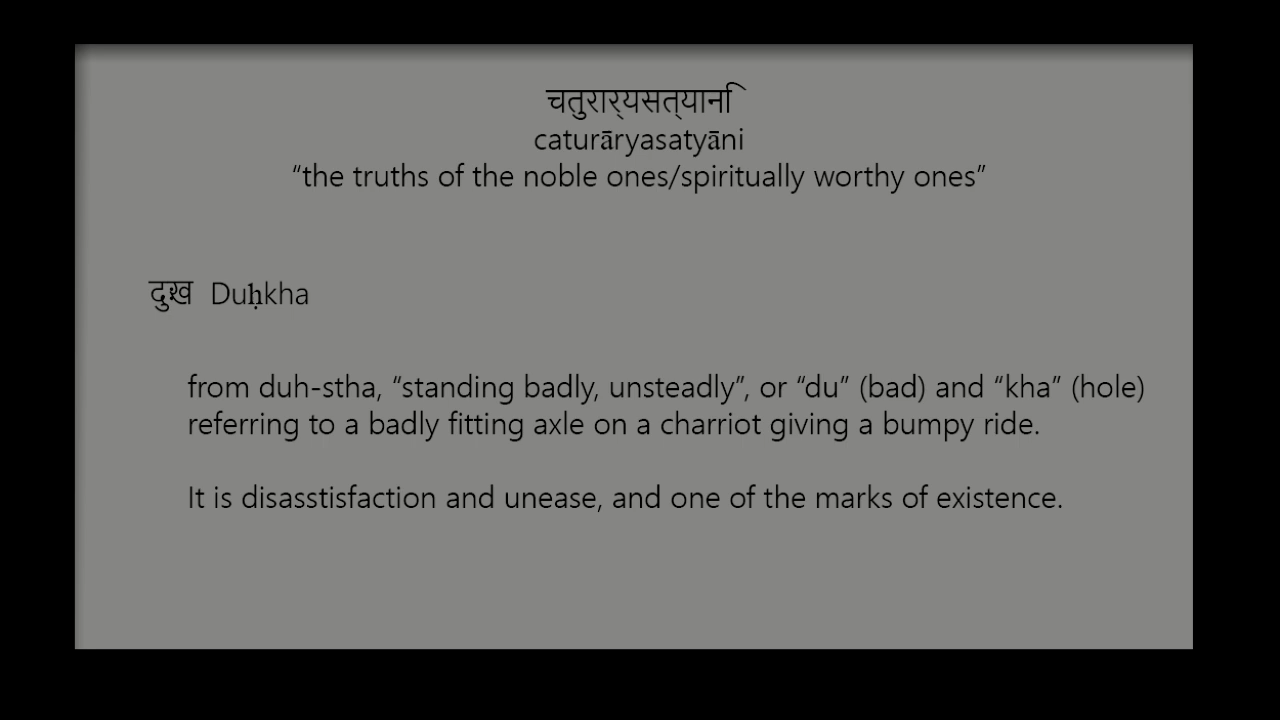 चतुरार्यसत्यानि
caturāryasatyāni
“the truths of the noble ones/spiritually worthy ones”
दुख Duḥkha
from duh-stha, “standing badly, unsteadly”, or “du” (bad) and “kha” (hole)
referring to a badly fitting axle on a charriot giving a bumpy ride.
It is disasstisfaction and unease, and one of the marks of existence.